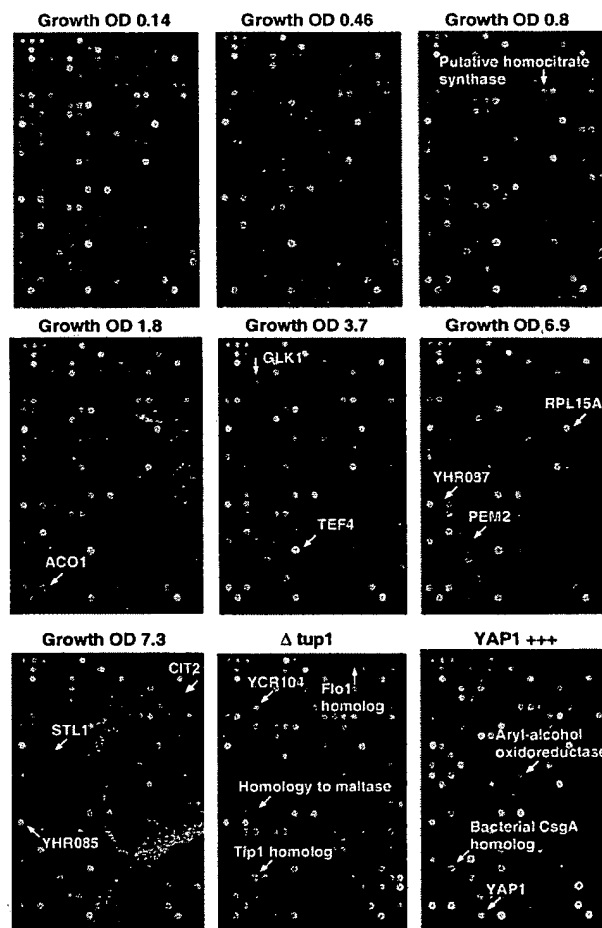 Growth OD 0.14
Growth OD 0.46
Growth OD 0.8
Putative homocitrate
synthase
Growth OD 1.8
Growth OD 3.7
Growth OD 6.9
GLK1
RPL15A
YHR087
PEM2
TEF4
ACO1
Growth OD 7.3
Δ tup1
YAP1 +++
CIT2
YCR104
Flo1
homolog
STL1
Aryl-alcohol
oxidoreductase
Homology to maltase
YHR085
Bacterial CsgA
homolog
Tip1 homolog
YAP1